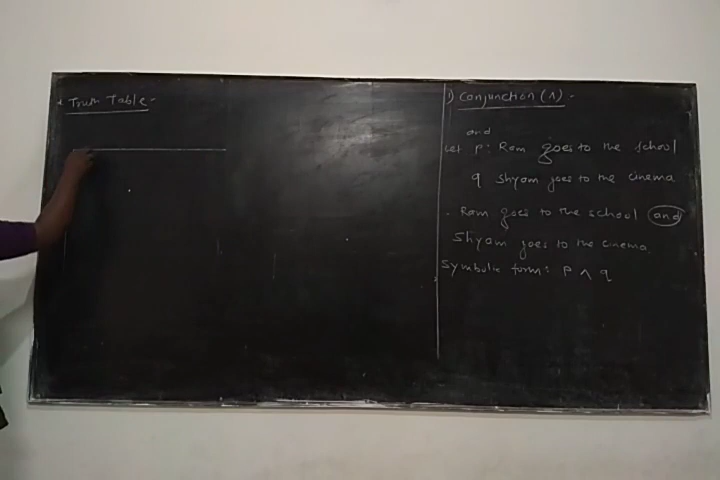 * Truth Table -
1) Conjunction (∧) -
and
Let p: Ram goes to the school
q Shyam goes to the cinema
. Ram goes to the school and
Shyam goes to the cinema.
Symbolic form: P ∧ q